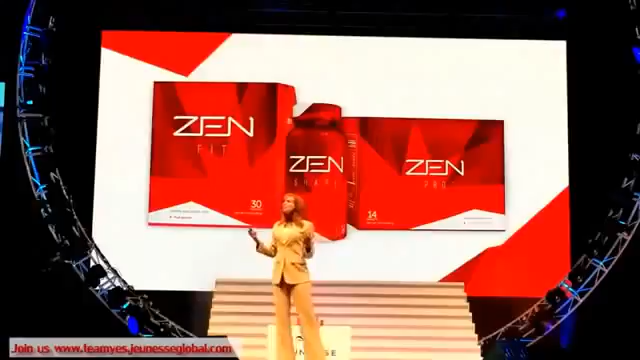 ZEN
FIT
30
ZEN
SHAPE
ZEN
PRO
14
Join us www.teamyes.jeunesseglobal.com